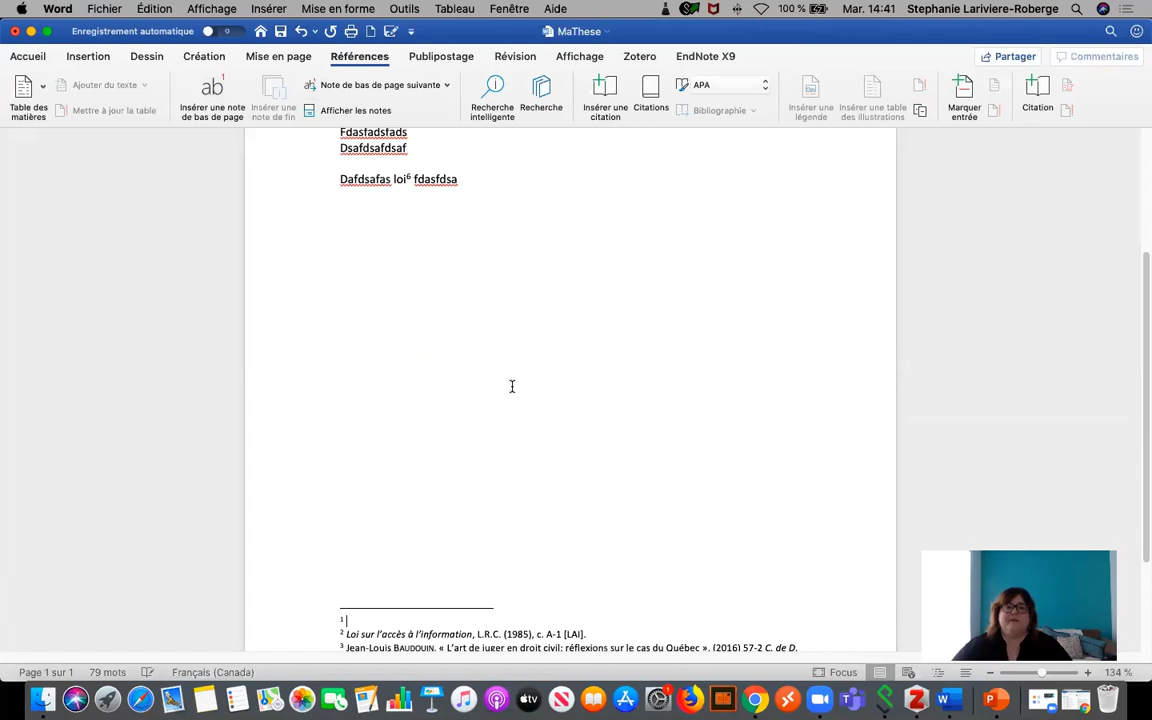 Word Fichier Édition Affichage Insérer Mise en forme Outils Tableau Fenêtre Aide 100 % Mar. 14:41 Stephanie Lariviere-Roberge
Enregistrement automatique MaThese
Accueil Insertion Dessin Création Mise en page Références Publipostage Révision Affichage Zotero EndNote X9 Partager Commentaires
Table des matières
Ajouter du texte
Mettre à jour la table
ab1
Insérer une note de bas de page
Insérer une note de fin
ab Note de bas de page suivante
Afficher les notes
Recherche intelligente
Recherche
Insérer une citation
Citations
APA
Bibliographie
Insérer une légende
Insérer une table des illustrations
Marquer entrée
Citation
Fdasfadsfads
Dsafdsafdsaf
Dafdsafas loi6 fdasfdsa
1
2 Loi sur l’accès à l’information, L.R.C. (1985), c. A-1 [LAI].
3 Jean-Louis BAUDOUIN, « L’art de juger en droit civil: réflexions sur le cas du Québec », (2016) 57-2 C. de D.
Page 1 sur 1 79 mots Français (Canada) Focus 134 %